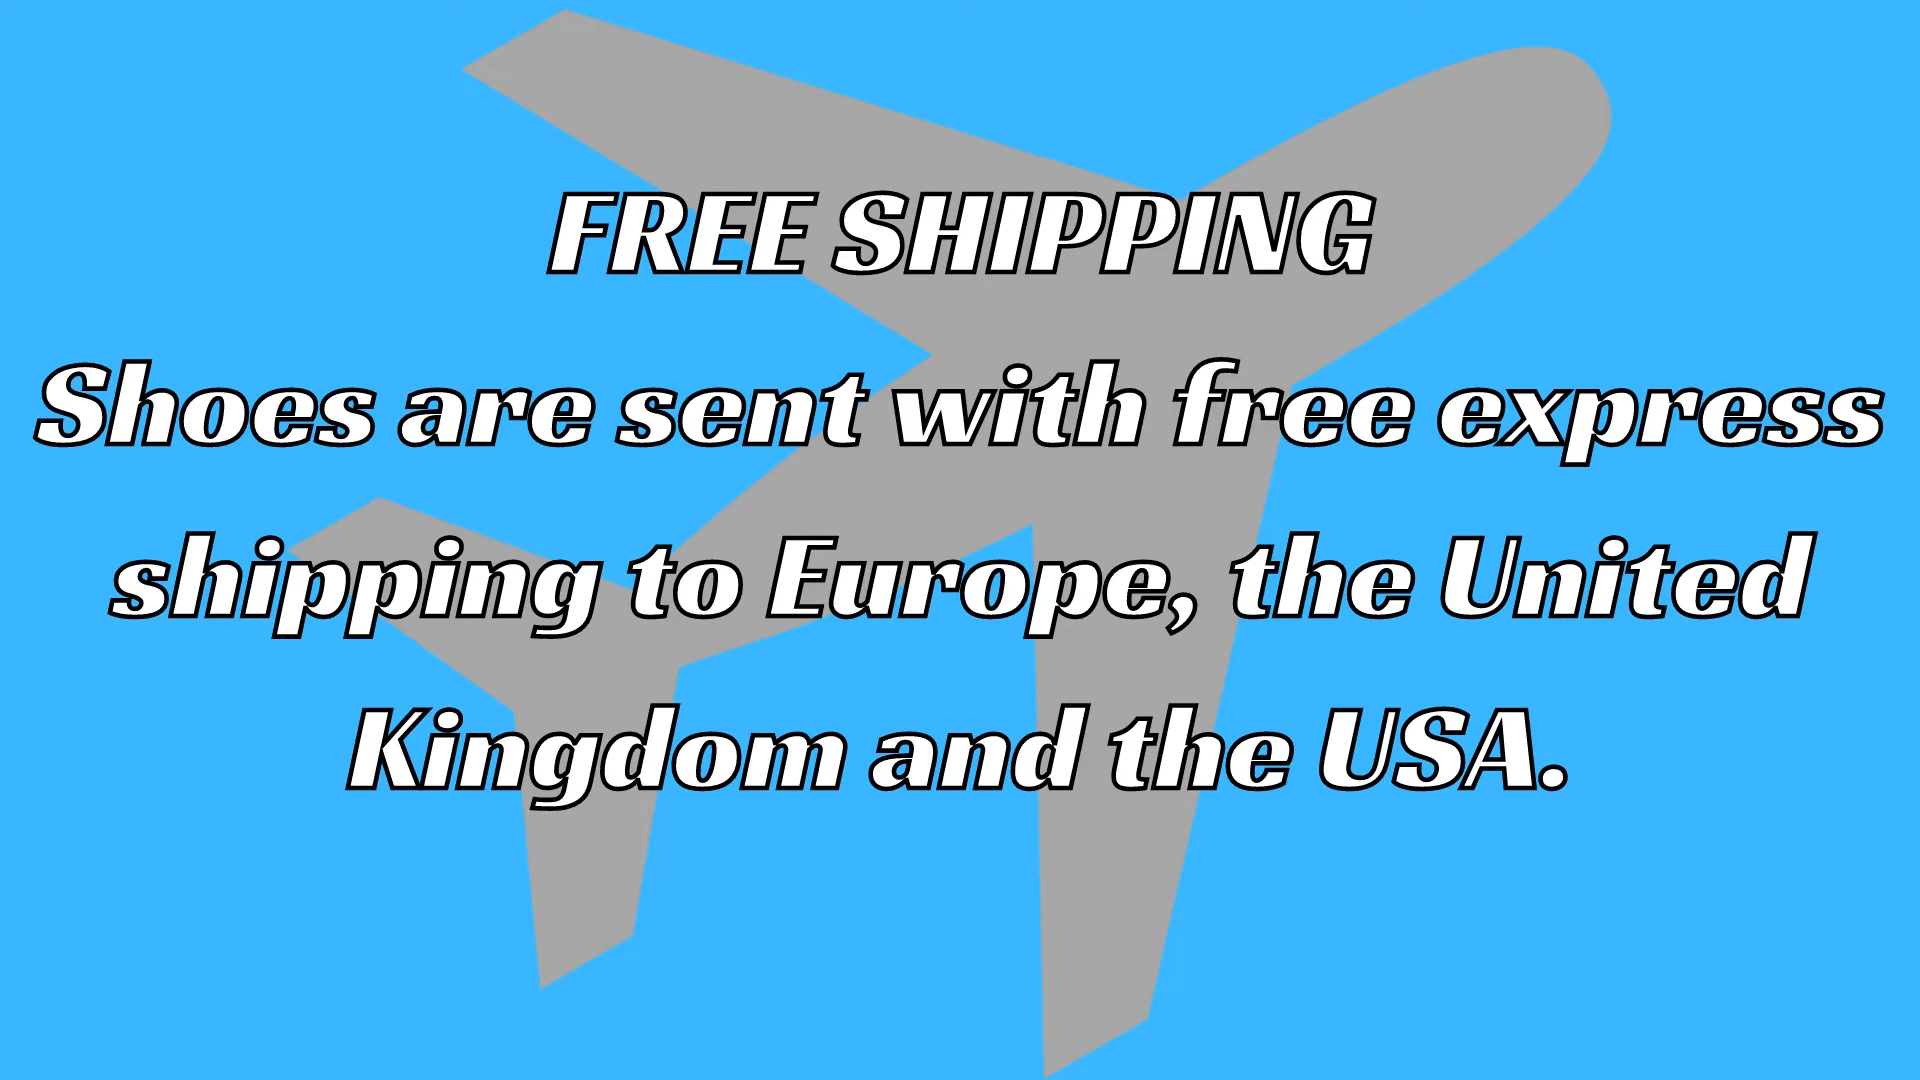 FREE SHIPPING
Shoes are sent with free express
shipping to Europe, the United
Kingdom and the USA.